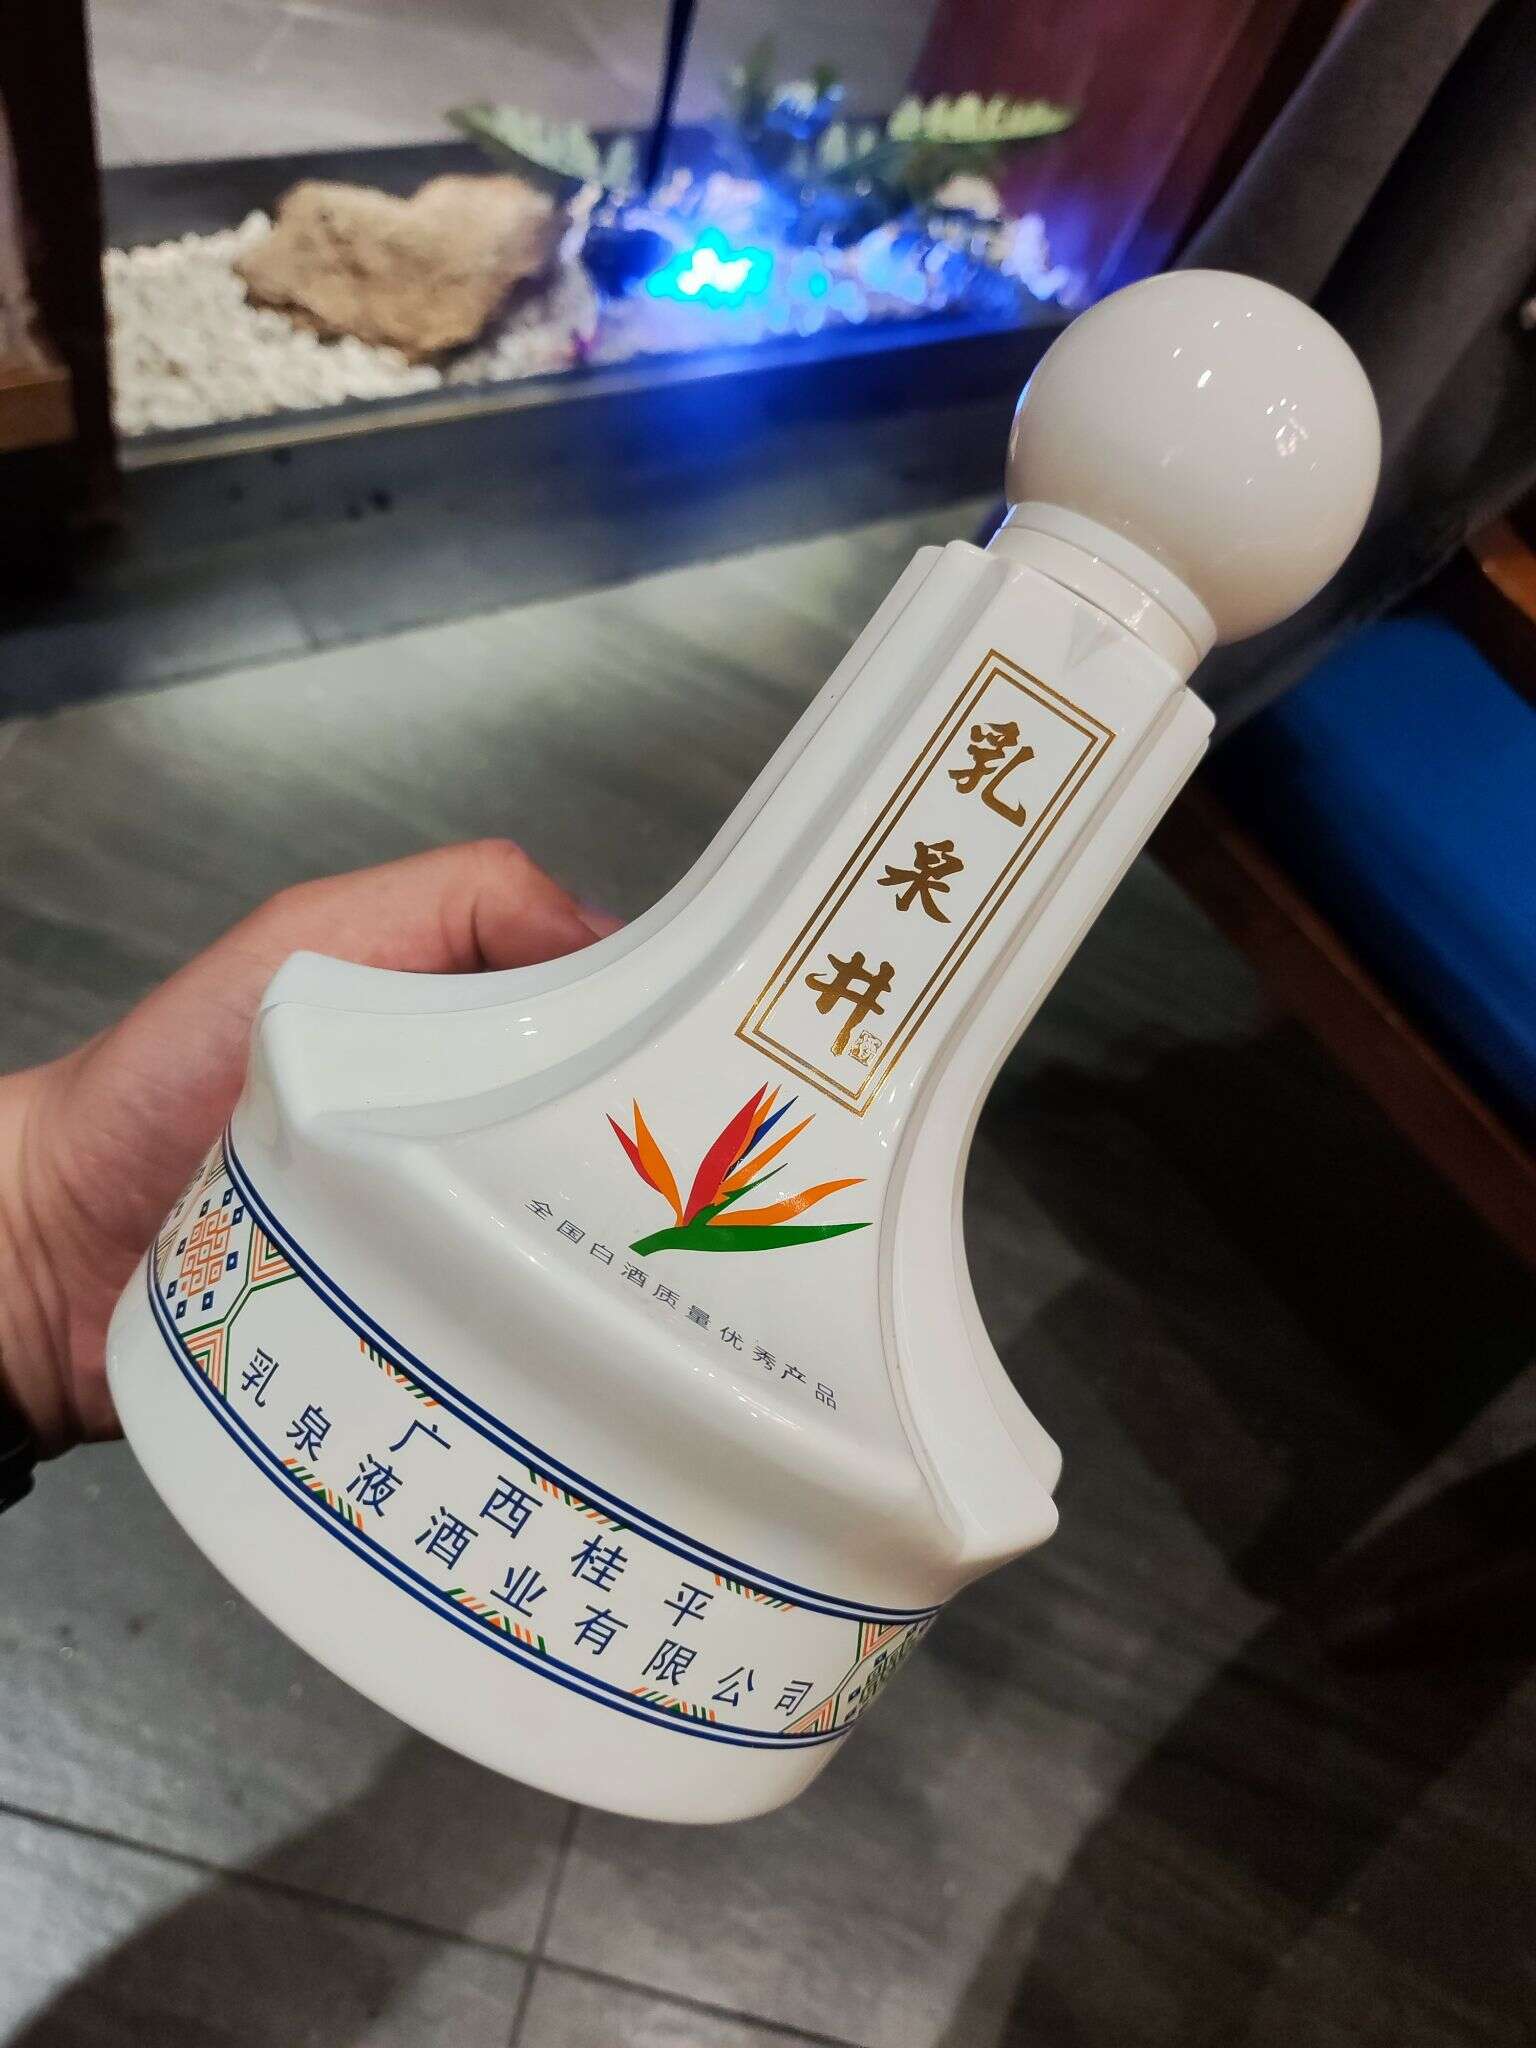 乳泉井
全国白酒质量优秀产品
广西桂平
乳泉液酒业有限公司